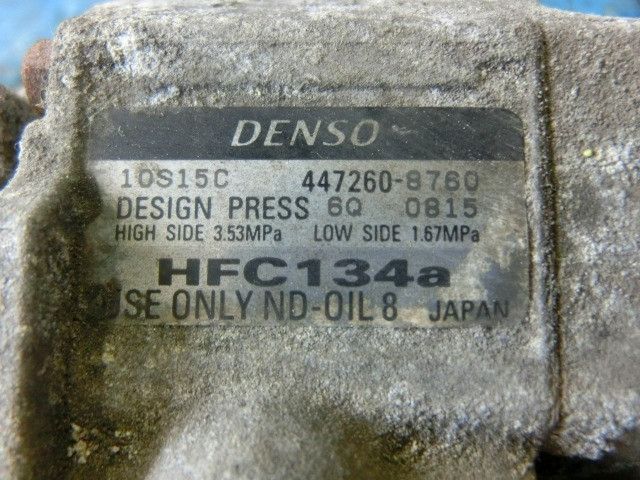 DENSO
10S15C 447260-8760
DESIGN PRESS 6Q 0815
HIGH SIDE 3.53MPa LOW SIDE 1.67MPa
HFC134a
USE ONLY ND-OIL 8 JAPAN